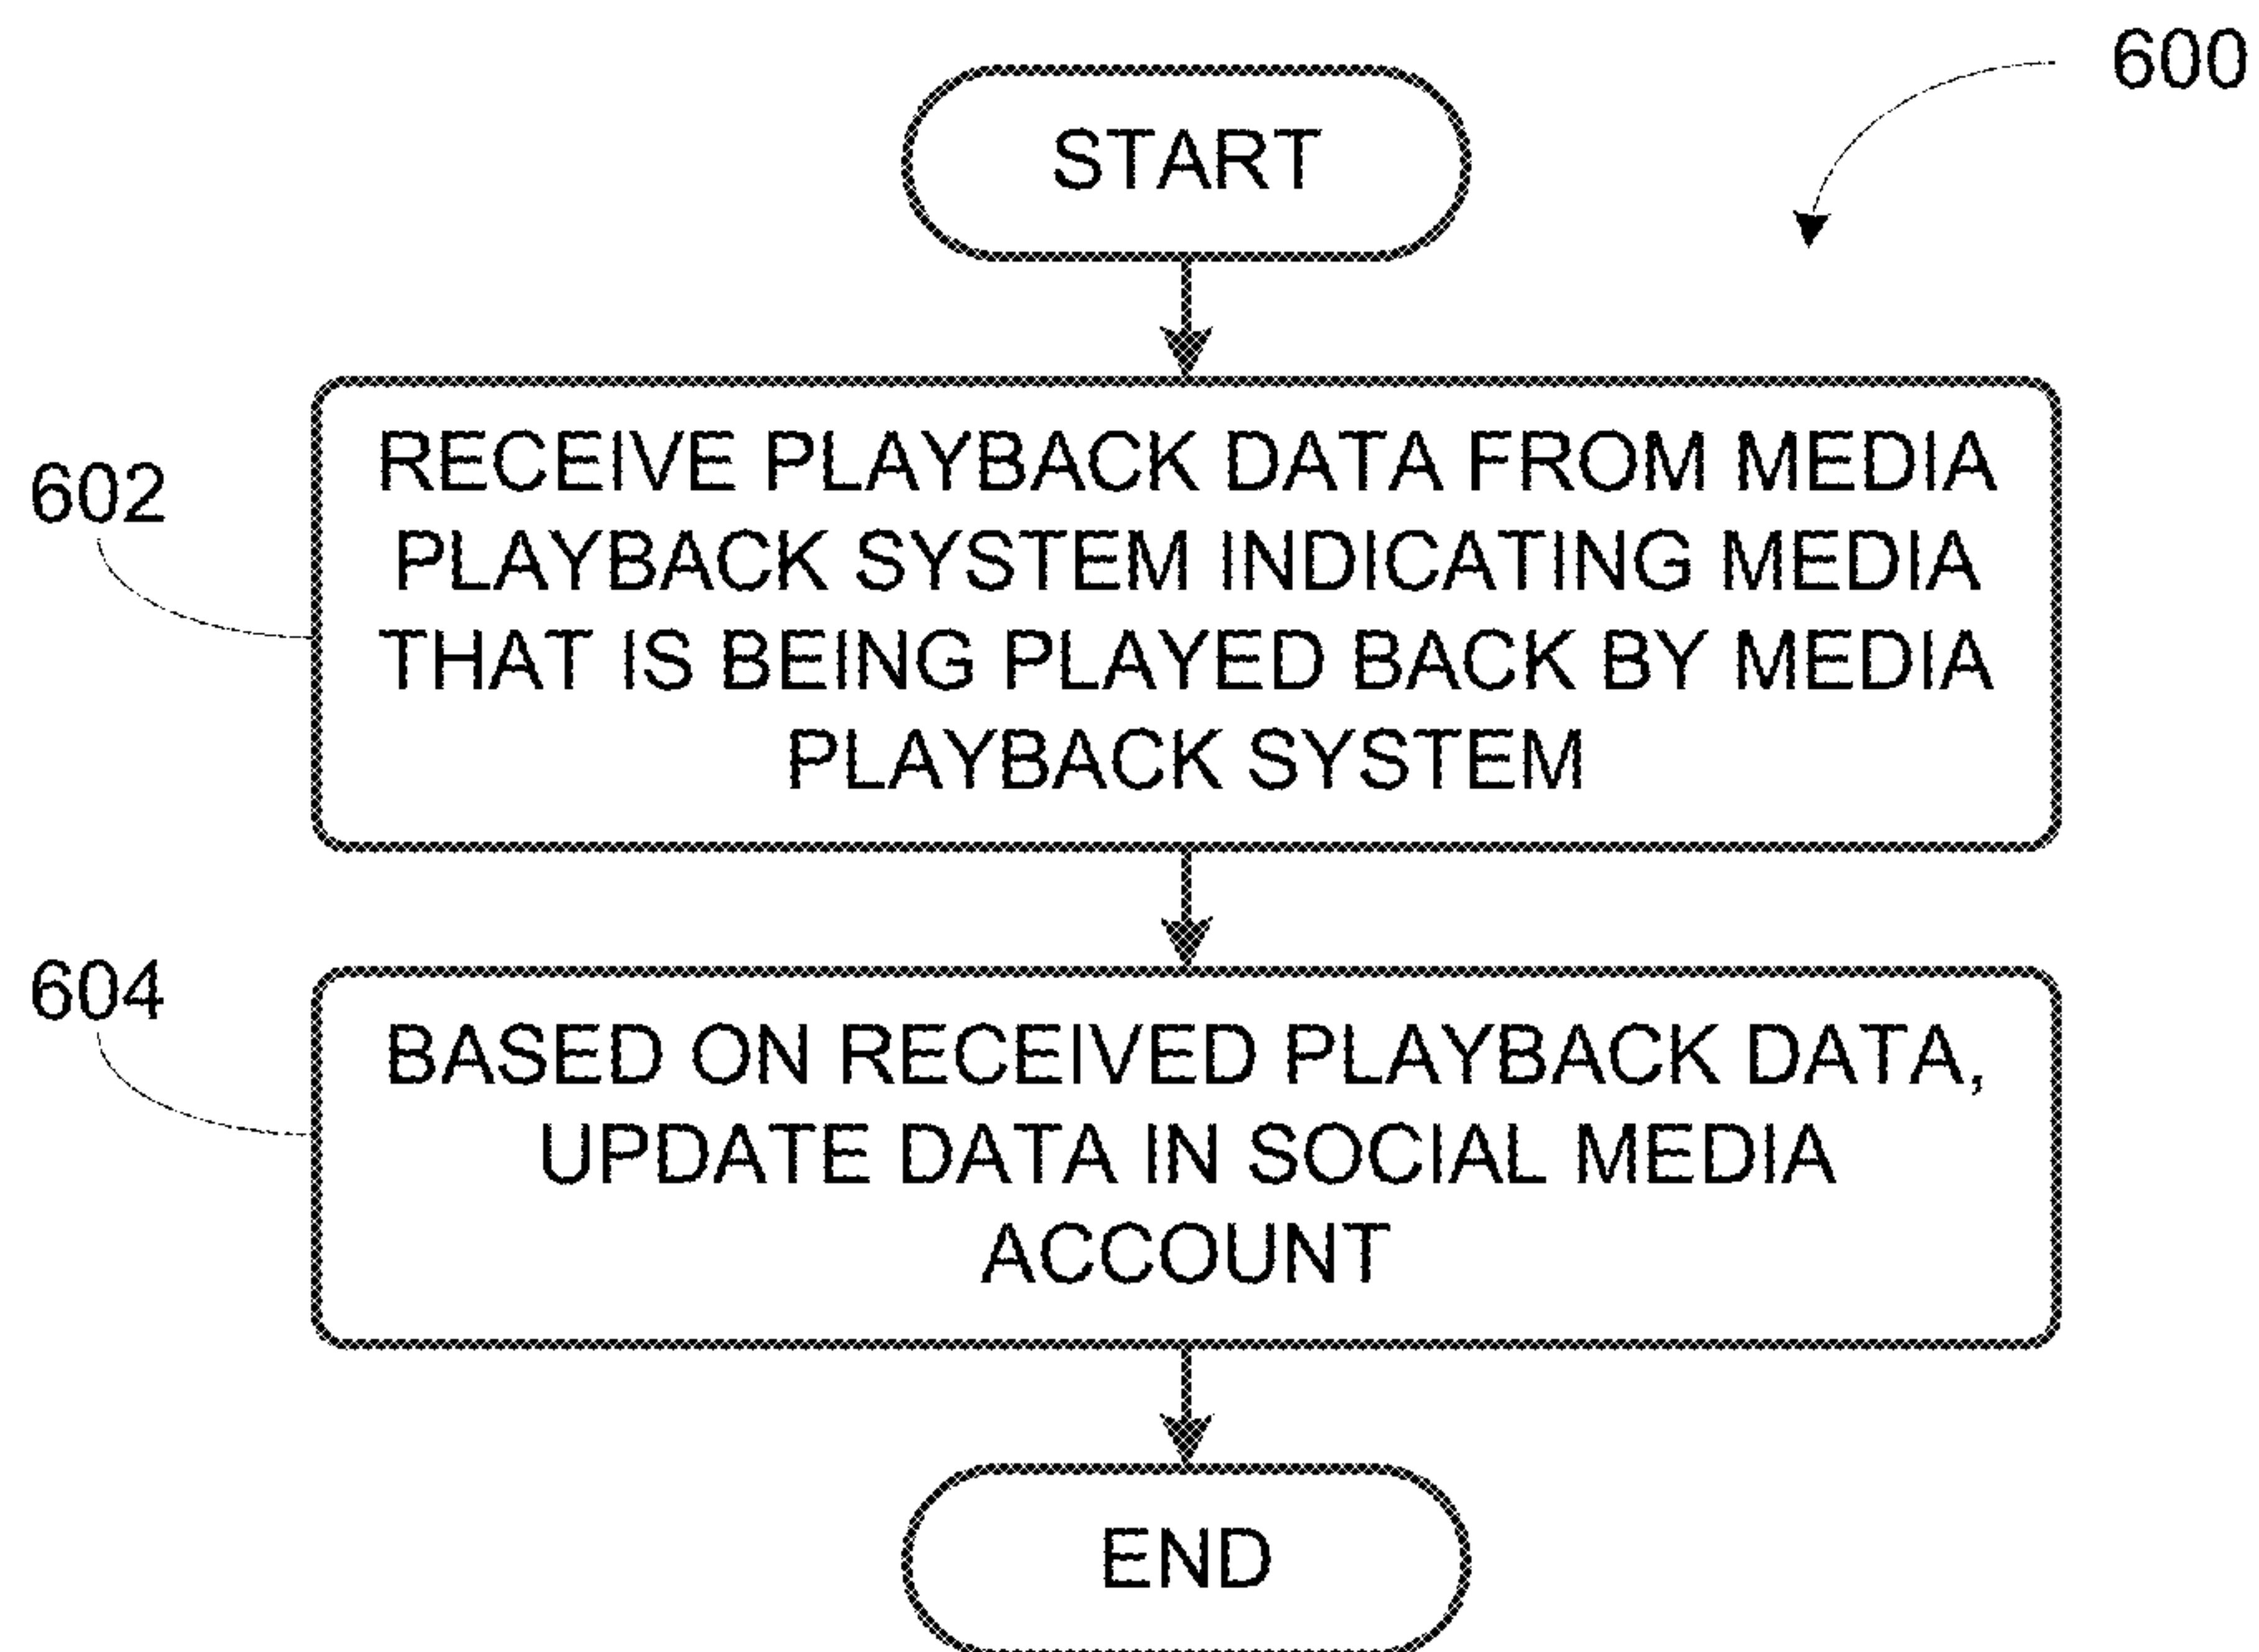 600
START
602
RECEIVE PLAYBACK DATA FROM MEDIA
PLAYBACK SYSTEM INDICATING MEDIA
THAT IS BEING PLAYED BACK BY MEDIA
PLAYBACK SYSTEM
604
BASED ON RECEIVED PLAYBACK DATA,
UPDATE DATA IN SOCIAL MEDIA
ACCOUNT
END